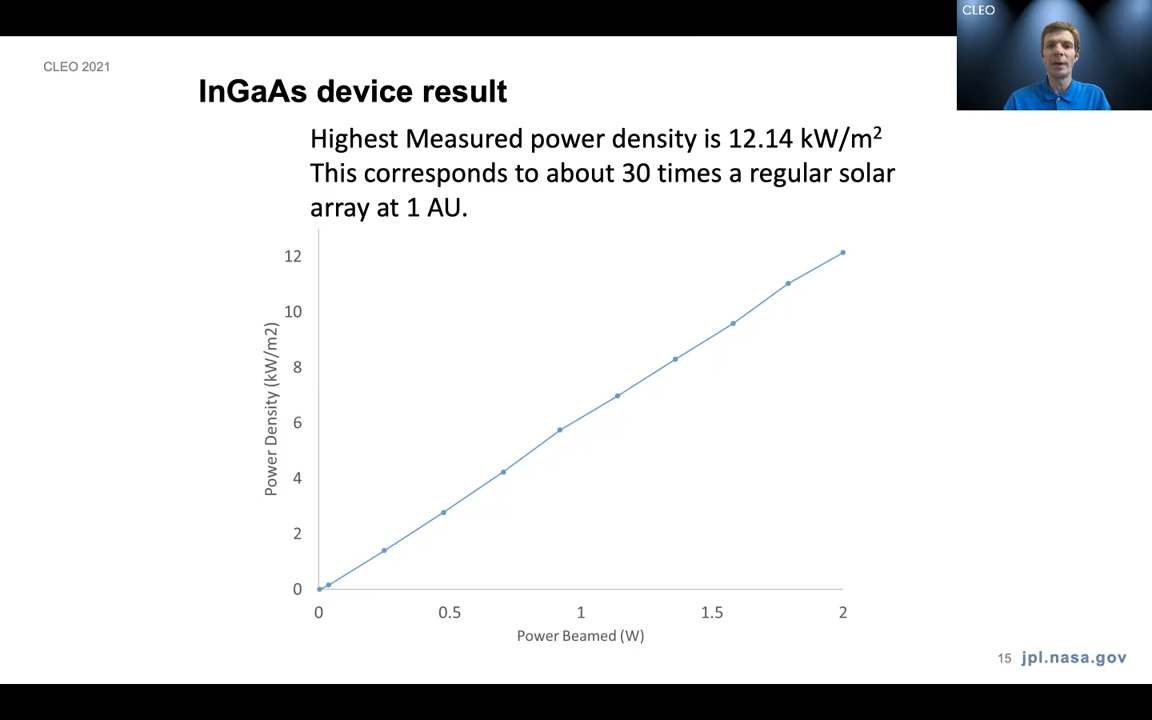 CLEO
CLEO 2021
InGaAs device result
Highest Measured power density is 12.14 kW/m²
This corresponds to about 30 times a regular solar
array at 1 AU.
12
10
8
6
4
2
0
Power Density (kW/m2)
0 0.5 1 1.5 2
Power Beamed (W)
15 jpl.nasa.gov